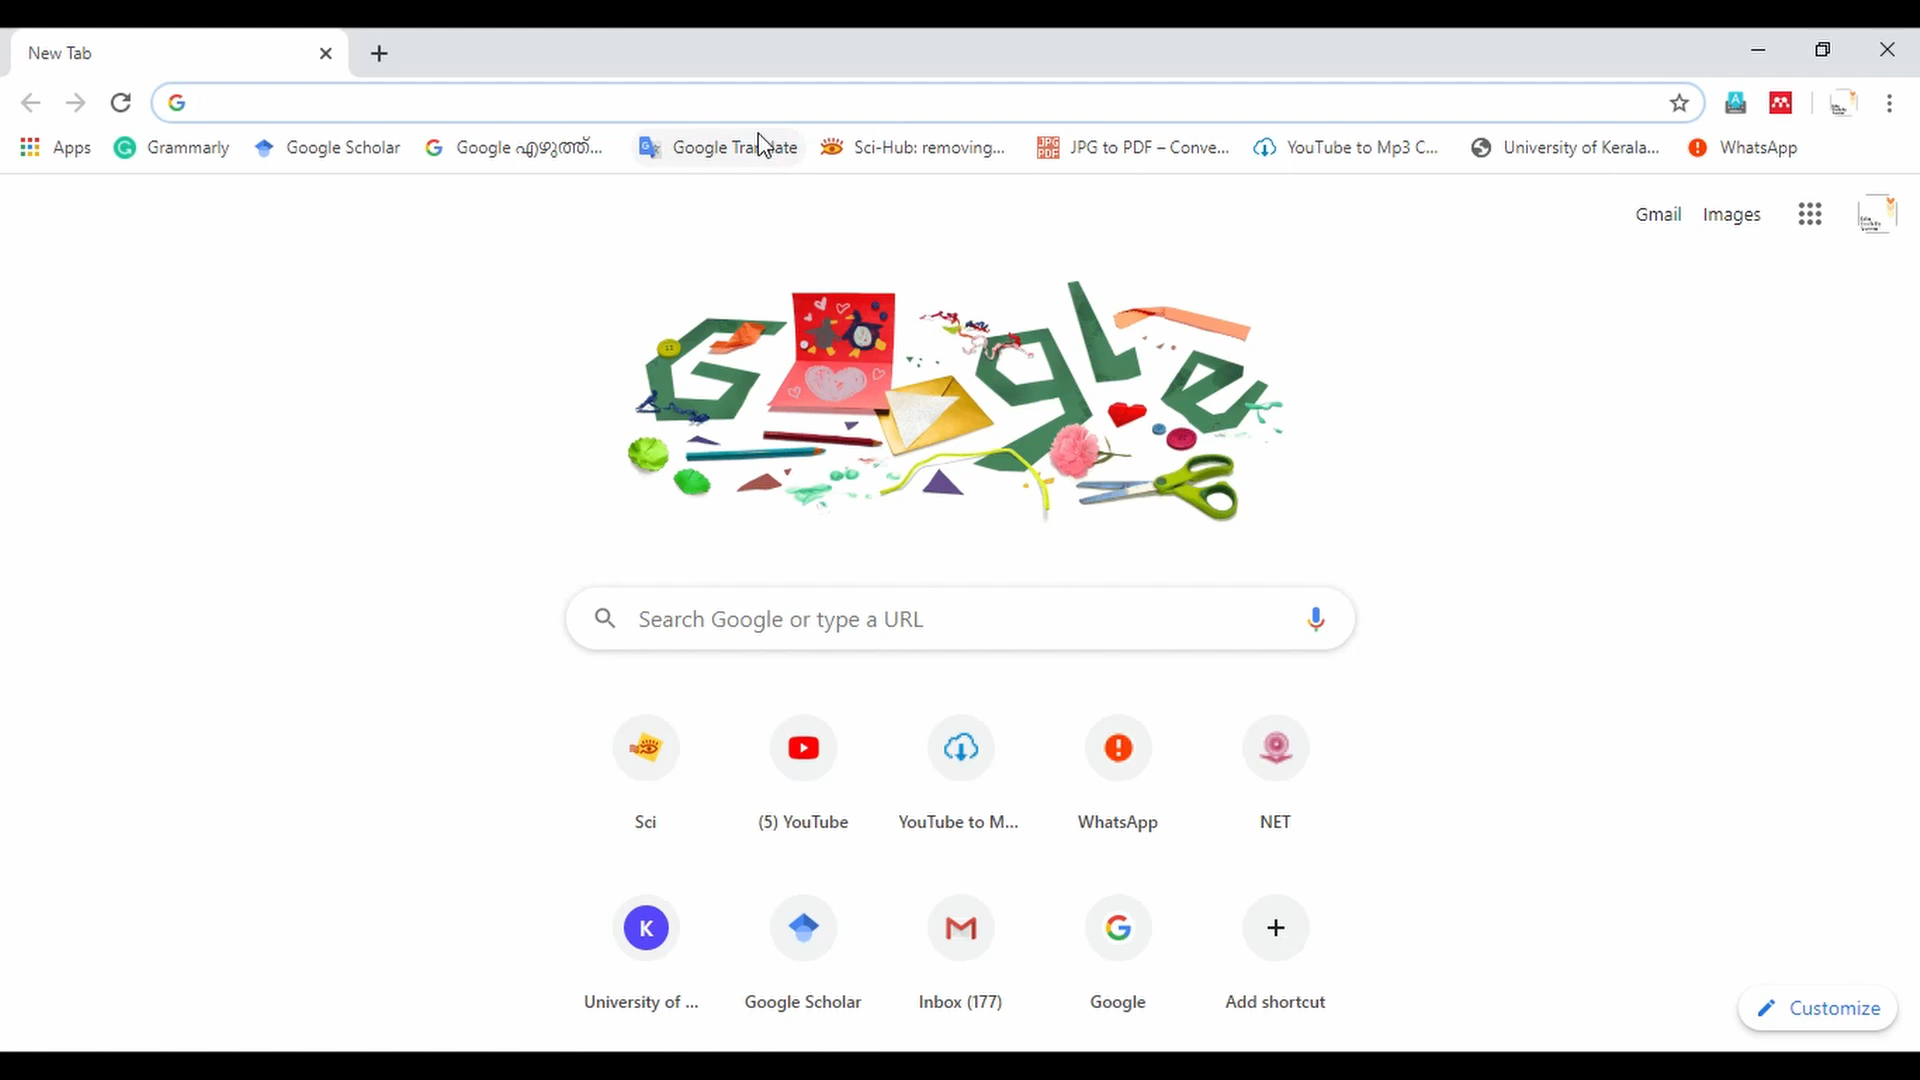 New Tab
Apps Grammarly Google Scholar Google എഴുത്ത്... Google Translate Sci-Hub: removing... JPG to PDF – Conve... YouTube to Mp3 C... University of Kerala... WhatsApp
Gmail Images
Search Google or type a URL
Sci (5) YouTube YouTube to M... WhatsApp NET
K
University of ... Google Scholar Inbox (177) Google Add shortcut
Customize